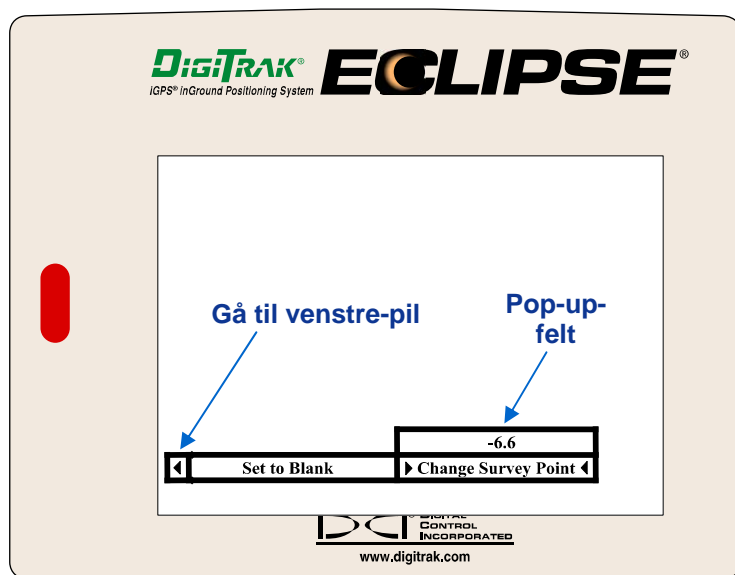 DIGITRAK® ECLIPSE®
iGPS® inGround Positioning System
Gå til venstre-pil
Pop-up-
felt
-6.6
Set to Blank
Change Survey Point
DCI® DIGITAL
CONTROL
INCORPORATED
www.digitrak.com